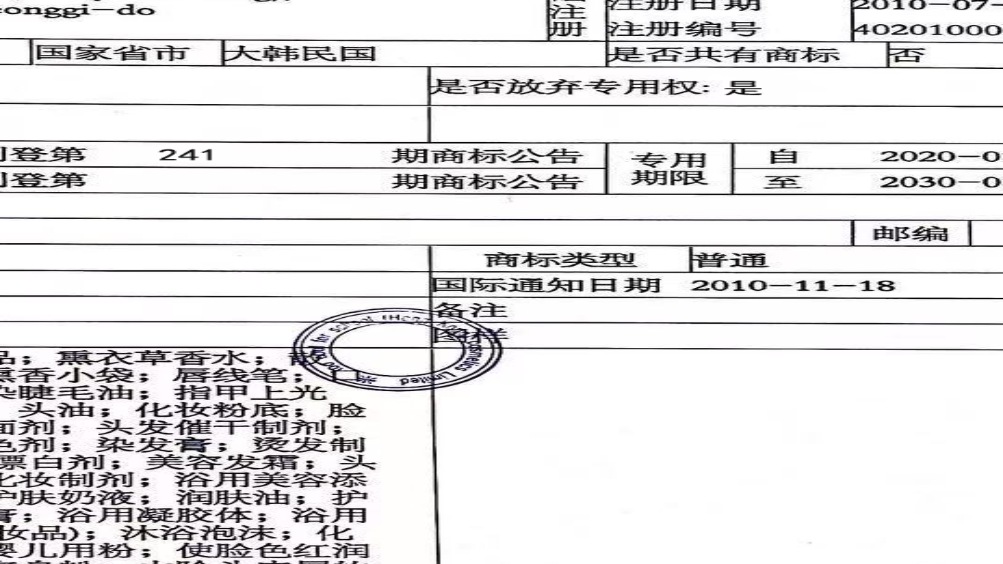 onggi-do
注册
注册日期 2010-07-
注册编号 40201000
国家省市 大韩民国 是否共有商标 否
是否放弃专用权: 是
登第 241 期商标公告 专用期限 自 2020-0
登第 期商标公告 至 2030-0
邮编
商标类型 普通
国际通知日期 2010-11-18
备注
图样
Limited
品; 熏衣草香水;
熏香小袋; 唇线笔;
染睫毛油; 指甲上光
头油; 化妆粉底; 脸
面剂; 头发催干制剂;
色剂; 染发膏; 烫发制
漂白剂; 美容发霜; 头
化妆制剂; 浴用美容添
护肤奶液; 润肤油; 护
膏; 浴用凝胶体; 浴用
妆品); 沐浴泡沫; 化
婴儿用粉; 使脸色红润